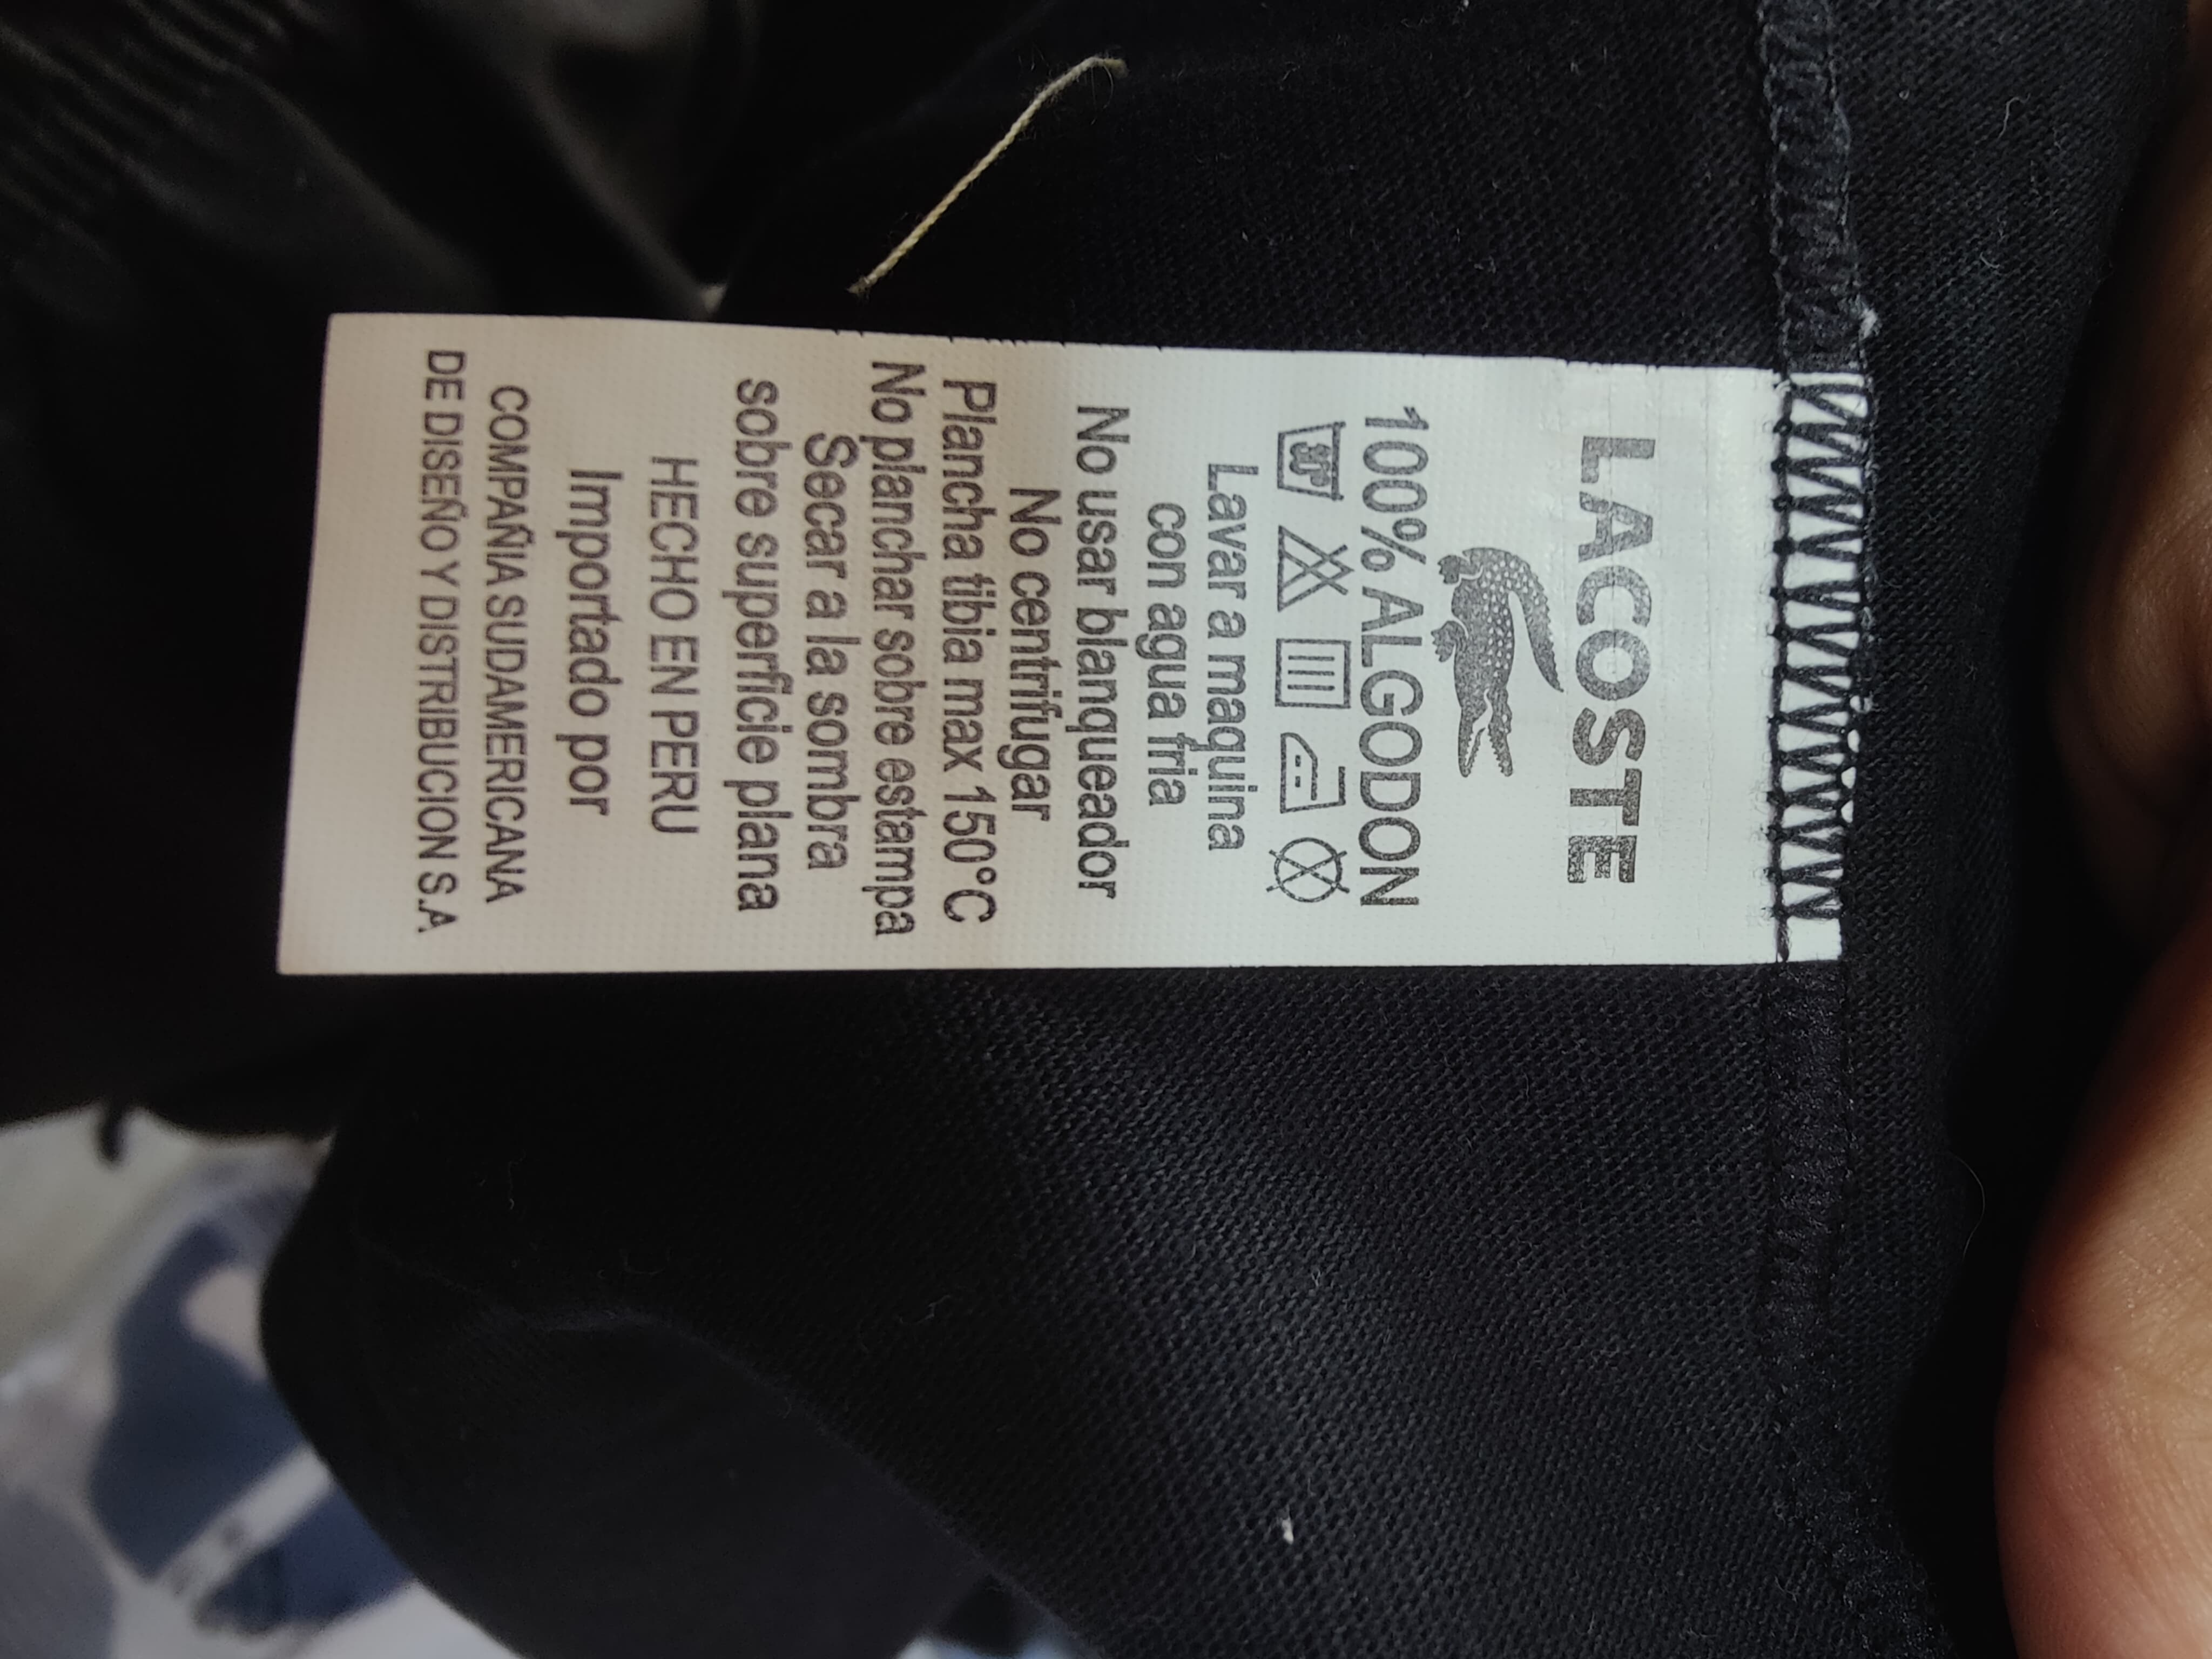 LACOSTE
100% ALGODON
Lavar a maquina
con agua fria
No usar blanqueador
No centrifugar
Plancha tibia max 150°C
No planchar sobre estampa
Secar a la sombra
sobre superficie plana
HECHO EN PERU
Importado por
COMPAÑIA SUDAMERICANA
DE DISEÑO Y DISTRIBUCION S.A